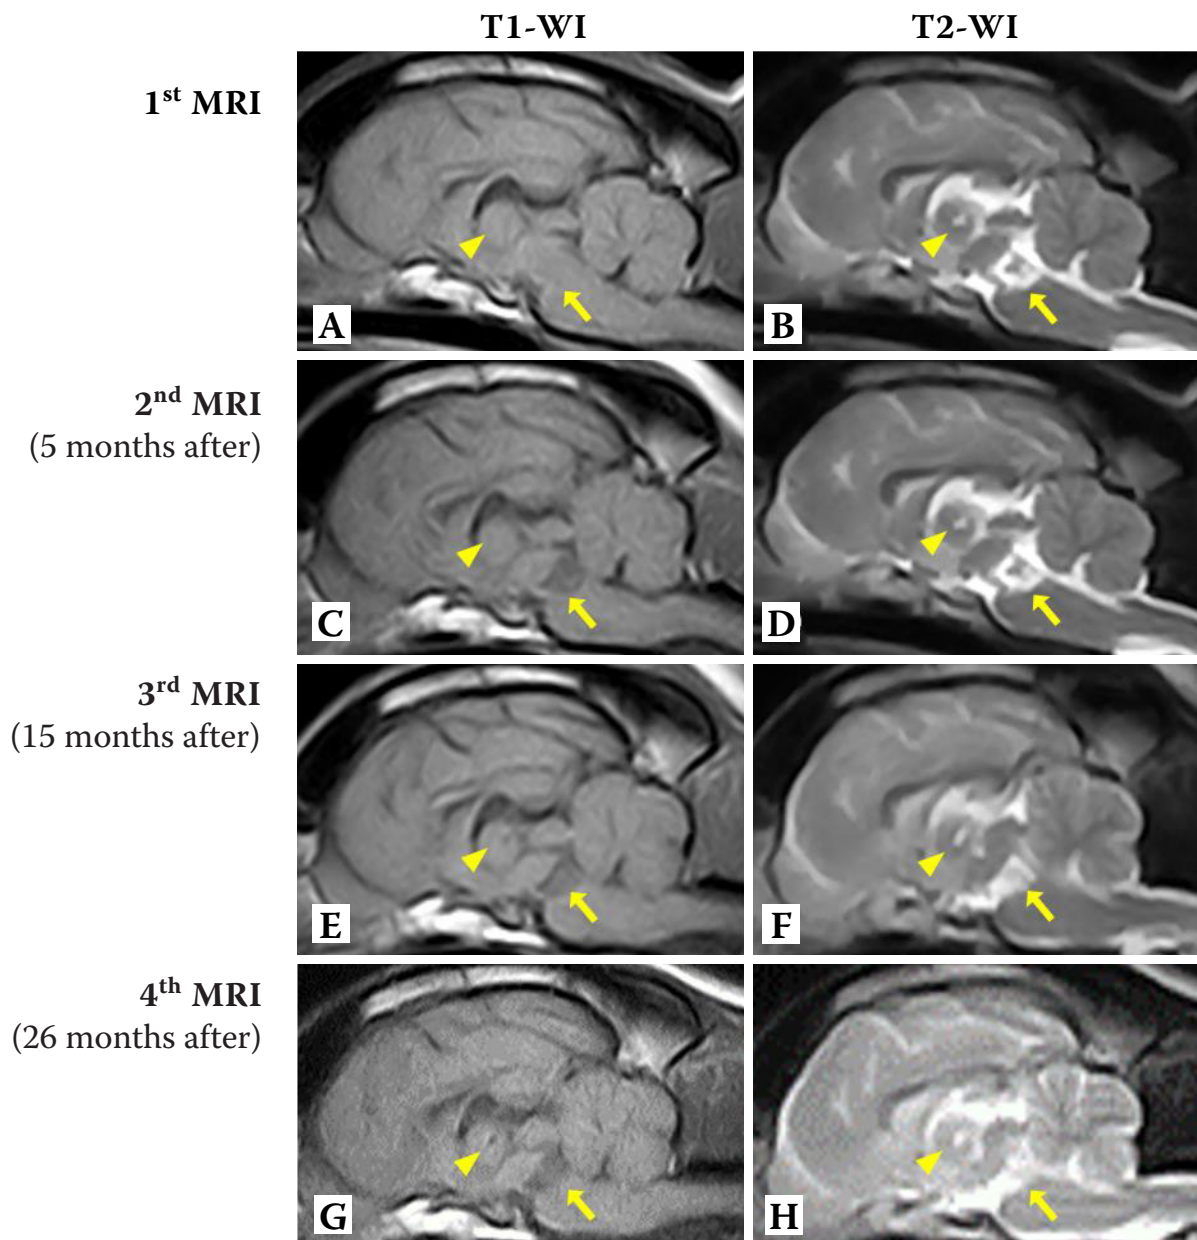 T1-WI T2-WI
1st MRI
A B
2nd MRI
(5 months after)
C D
3rd MRI
(15 months after)
E F
4th MRI
(26 months after)
G H